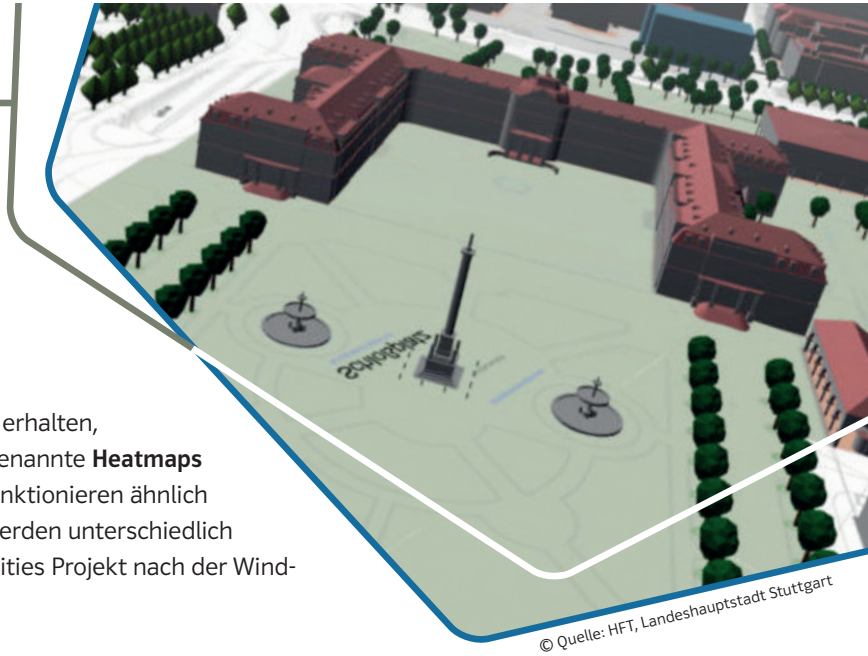 Schloßplatz
erhalten,
enannte Heatmaps
nktionieren ähnlich
erden unterschiedlich
ities Projekt nach der Wind-
© Quelle: HFT, Landeshauptstadt Stuttgart